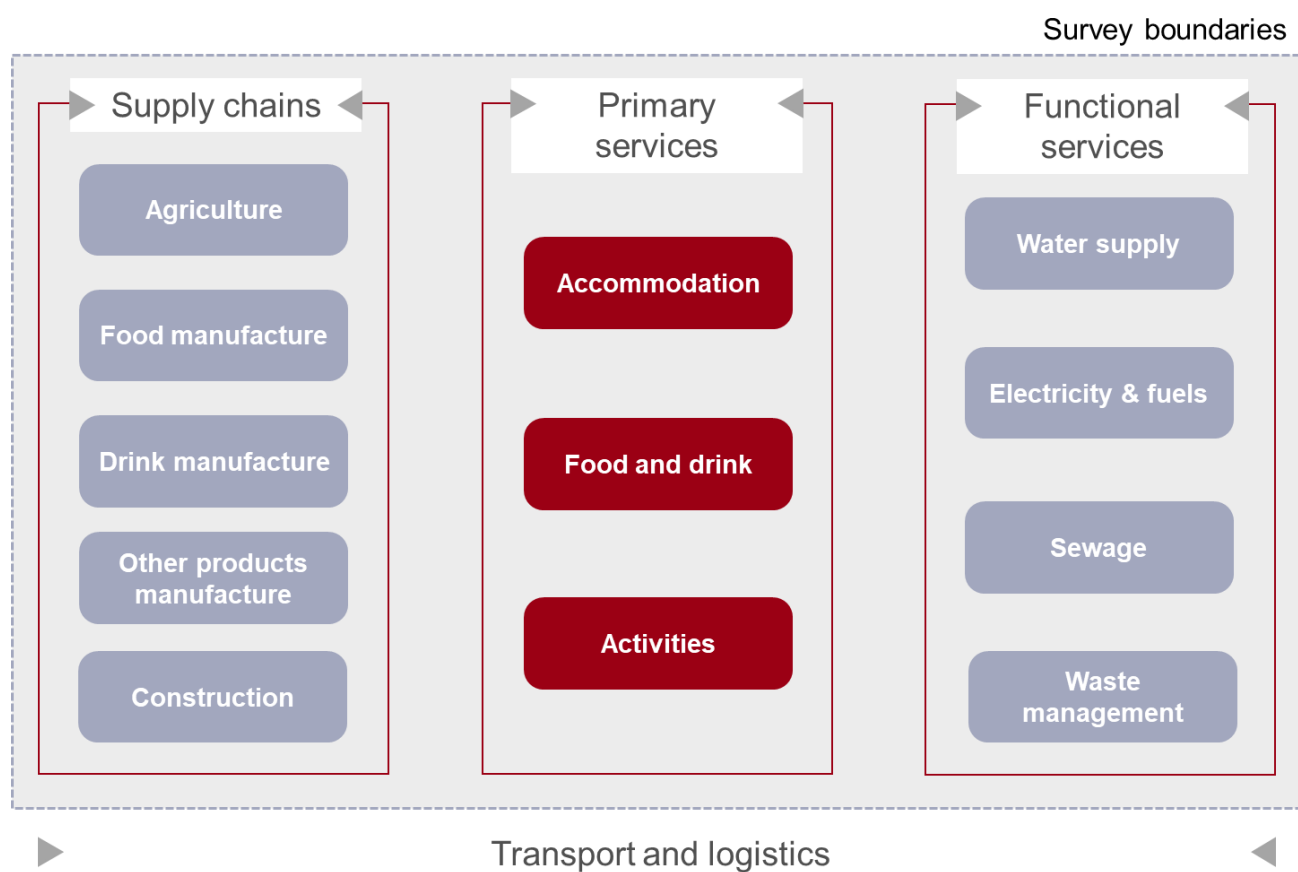 Survey boundaries
Supply chains
Agriculture
Food manufacture
Drink manufacture
Other products
manufacture
Construction
Primary
services
Accommodation
Food and drink
Activities
Functional
services
Water supply
Electricity & fuels
Sewage
Waste
management
Transport and logistics